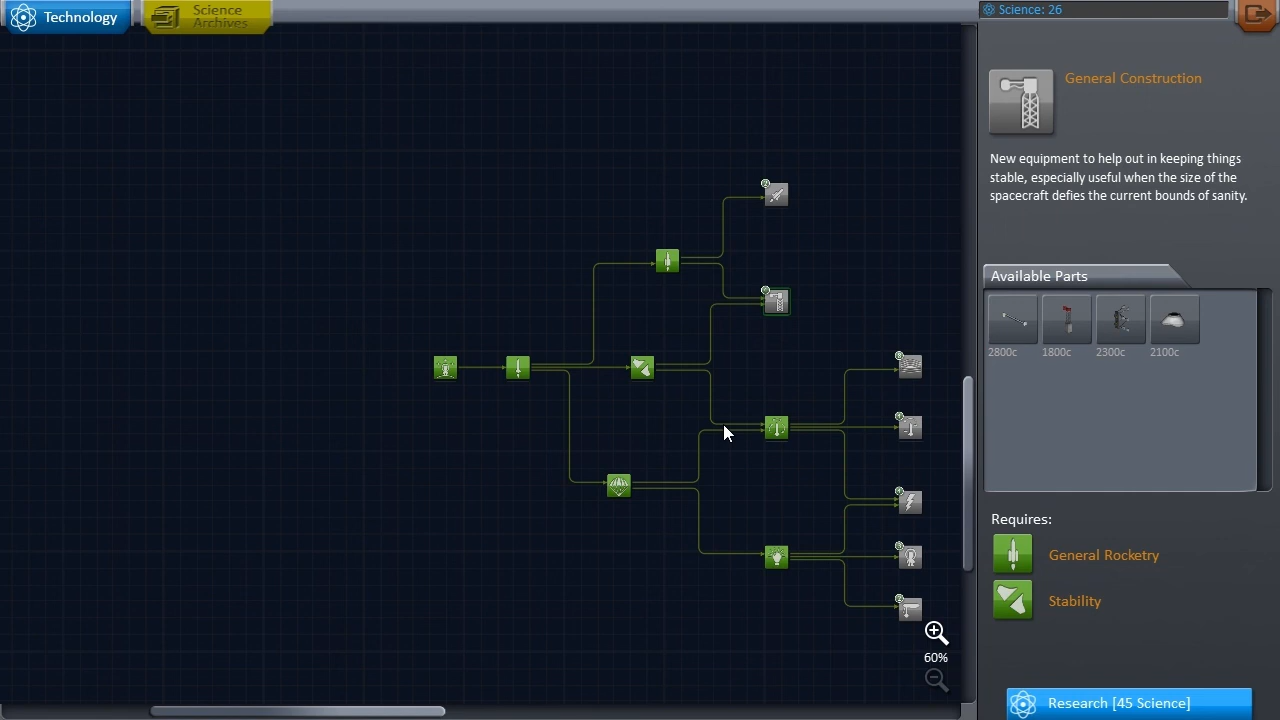 Technology
Science
Archives
Science: 26
General Construction
New equipment to help out in keeping things
stable, especially useful when the size of the
spacecraft defies the current bounds of sanity.
Available Parts
2800c 1800c 2300c 2100c
Requires:
General Rocketry
Stability
60%
Research [45 Science]